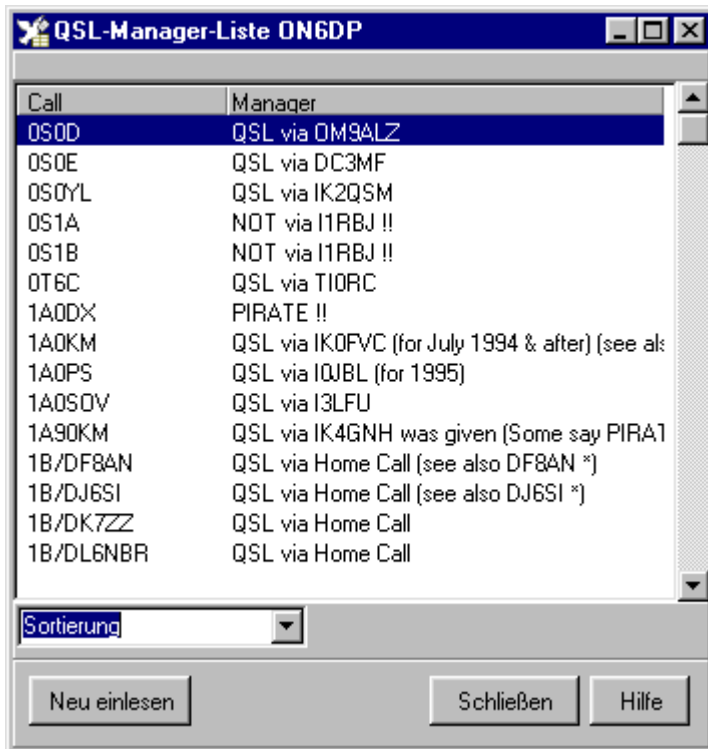 QSL-Manager-Liste ON6DP
Call Manager
0S0D QSL via OM9ALZ
0S0E QSL via DC3MF
0S0YL QSL via IK2QSM
0S1A NOT via I1RBJ !!
0S1B NOT via I1RBJ !!
0T6C QSL via TI0RC
1A0DX PIRATE !!
1A0KM QSL via IK0FVC (for July 1994 & after) (see als
1A0PS QSL via I0JBL (for 1995)
1A0SOV QSL via I3LFU
1A90KM QSL via IK4GNH was given (Some say PIRAT
1B/DF8AN QSL via Home Call (see also DF8AN *)
1B/DJ6SI QSL via Home Call (see also DJ6SI *)
1B/DK7ZZ QSL via Home Call
1B/DL6NBR QSL via Home Call
Sortierung
Neu einlesen Schließen Hilfe